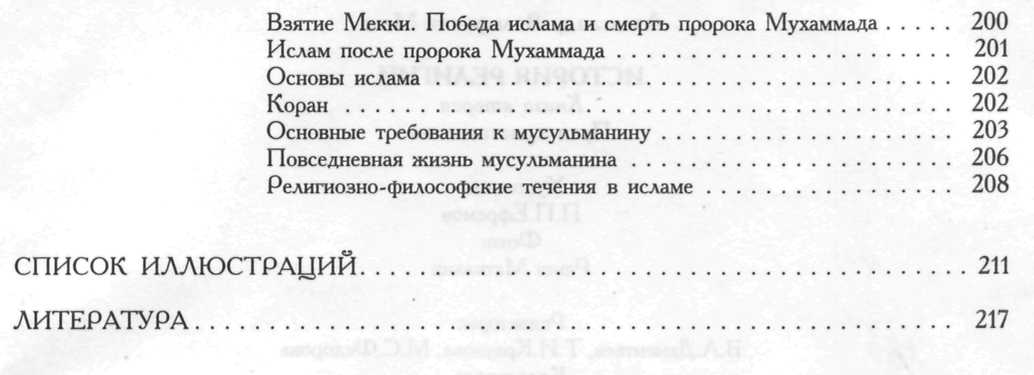 Взятие Мекки. Победа ислама и смерть пророка Мухаммада ..... 200
Ислам после пророка Мухаммада ..... 201
Основы ислама ..... 202
Коран ..... 202
Основные требования к мусульманину ..... 203
Повседневная жизнь мусульманина ..... 206
Религиозно-философские течения в исламе ..... 208
СПИСОК ИЛЛЮСТРАЦИЙ ..... 211
ЛИТЕРАТУРА ..... 217